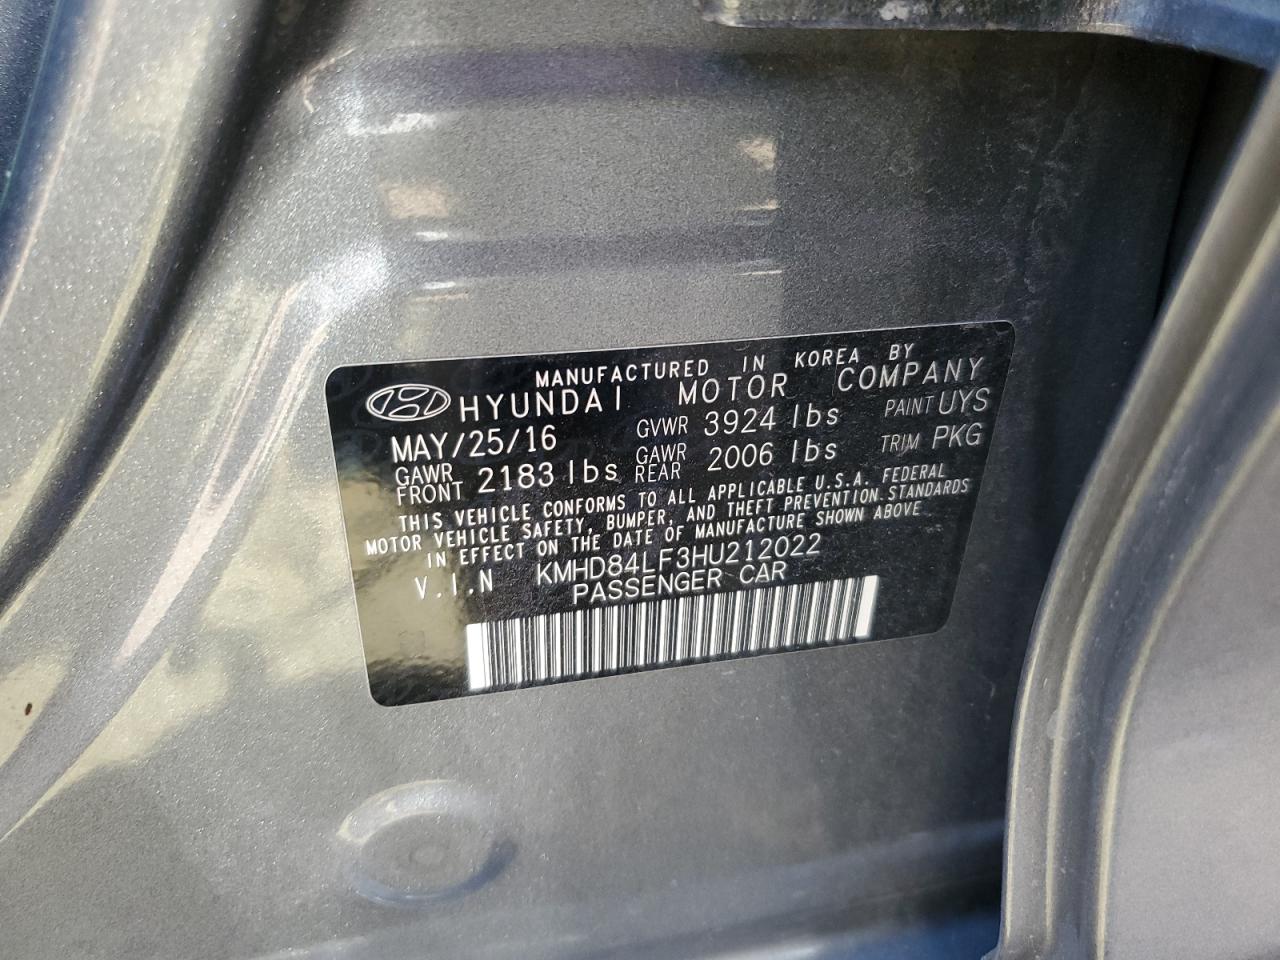 MANUFACTURED IN KOREA BY
HYUNDAI MOTOR COMPANY
MAY/25/16 GVWR 3924 lbs PAINT UYS
GAWR FRONT 2183 lbs GAWR REAR 2006 lbs TRIM PKG
THIS VEHICLE CONFORMS TO ALL APPLICABLE U.S.A. FEDERAL
MOTOR VEHICLE SAFETY, BUMPER, AND THEFT PREVENTION STANDARDS
IN EFFECT ON THE DATE OF MANUFACTURE SHOWN ABOVE
V.I.N KMHD84LF3HU212022
PASSENGER CAR